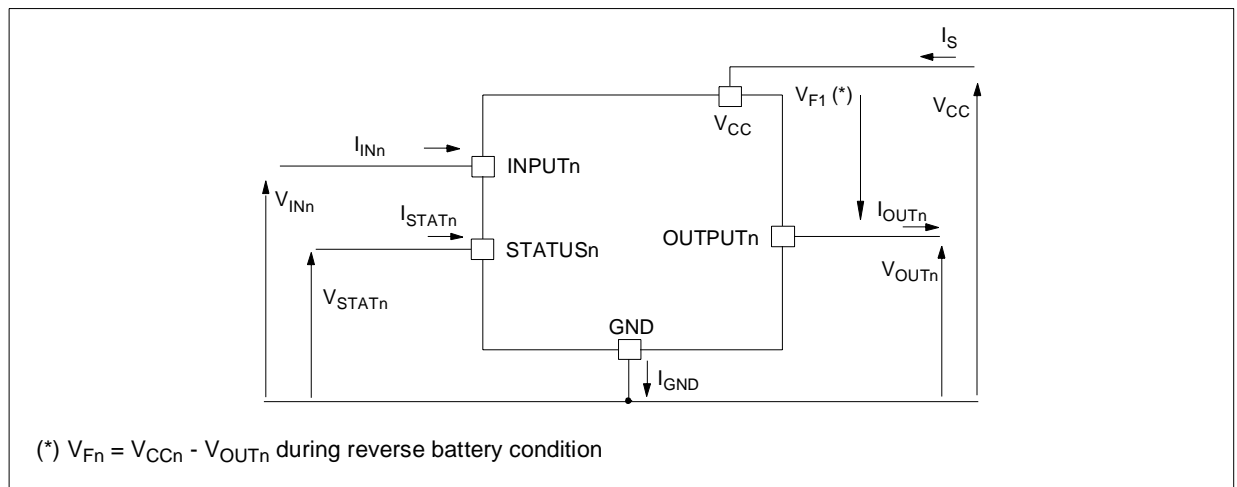 I_S
V_F1 (*)
V_CC
V_CC
I_INn
INPUTn
V_INn
I_STATn
I_OUTn
OUTPUTn
STATUSn
V_OUTn
V_STATn
GND
I_GND
(*) V_Fn = V_CCn - V_OUTn during reverse battery condition